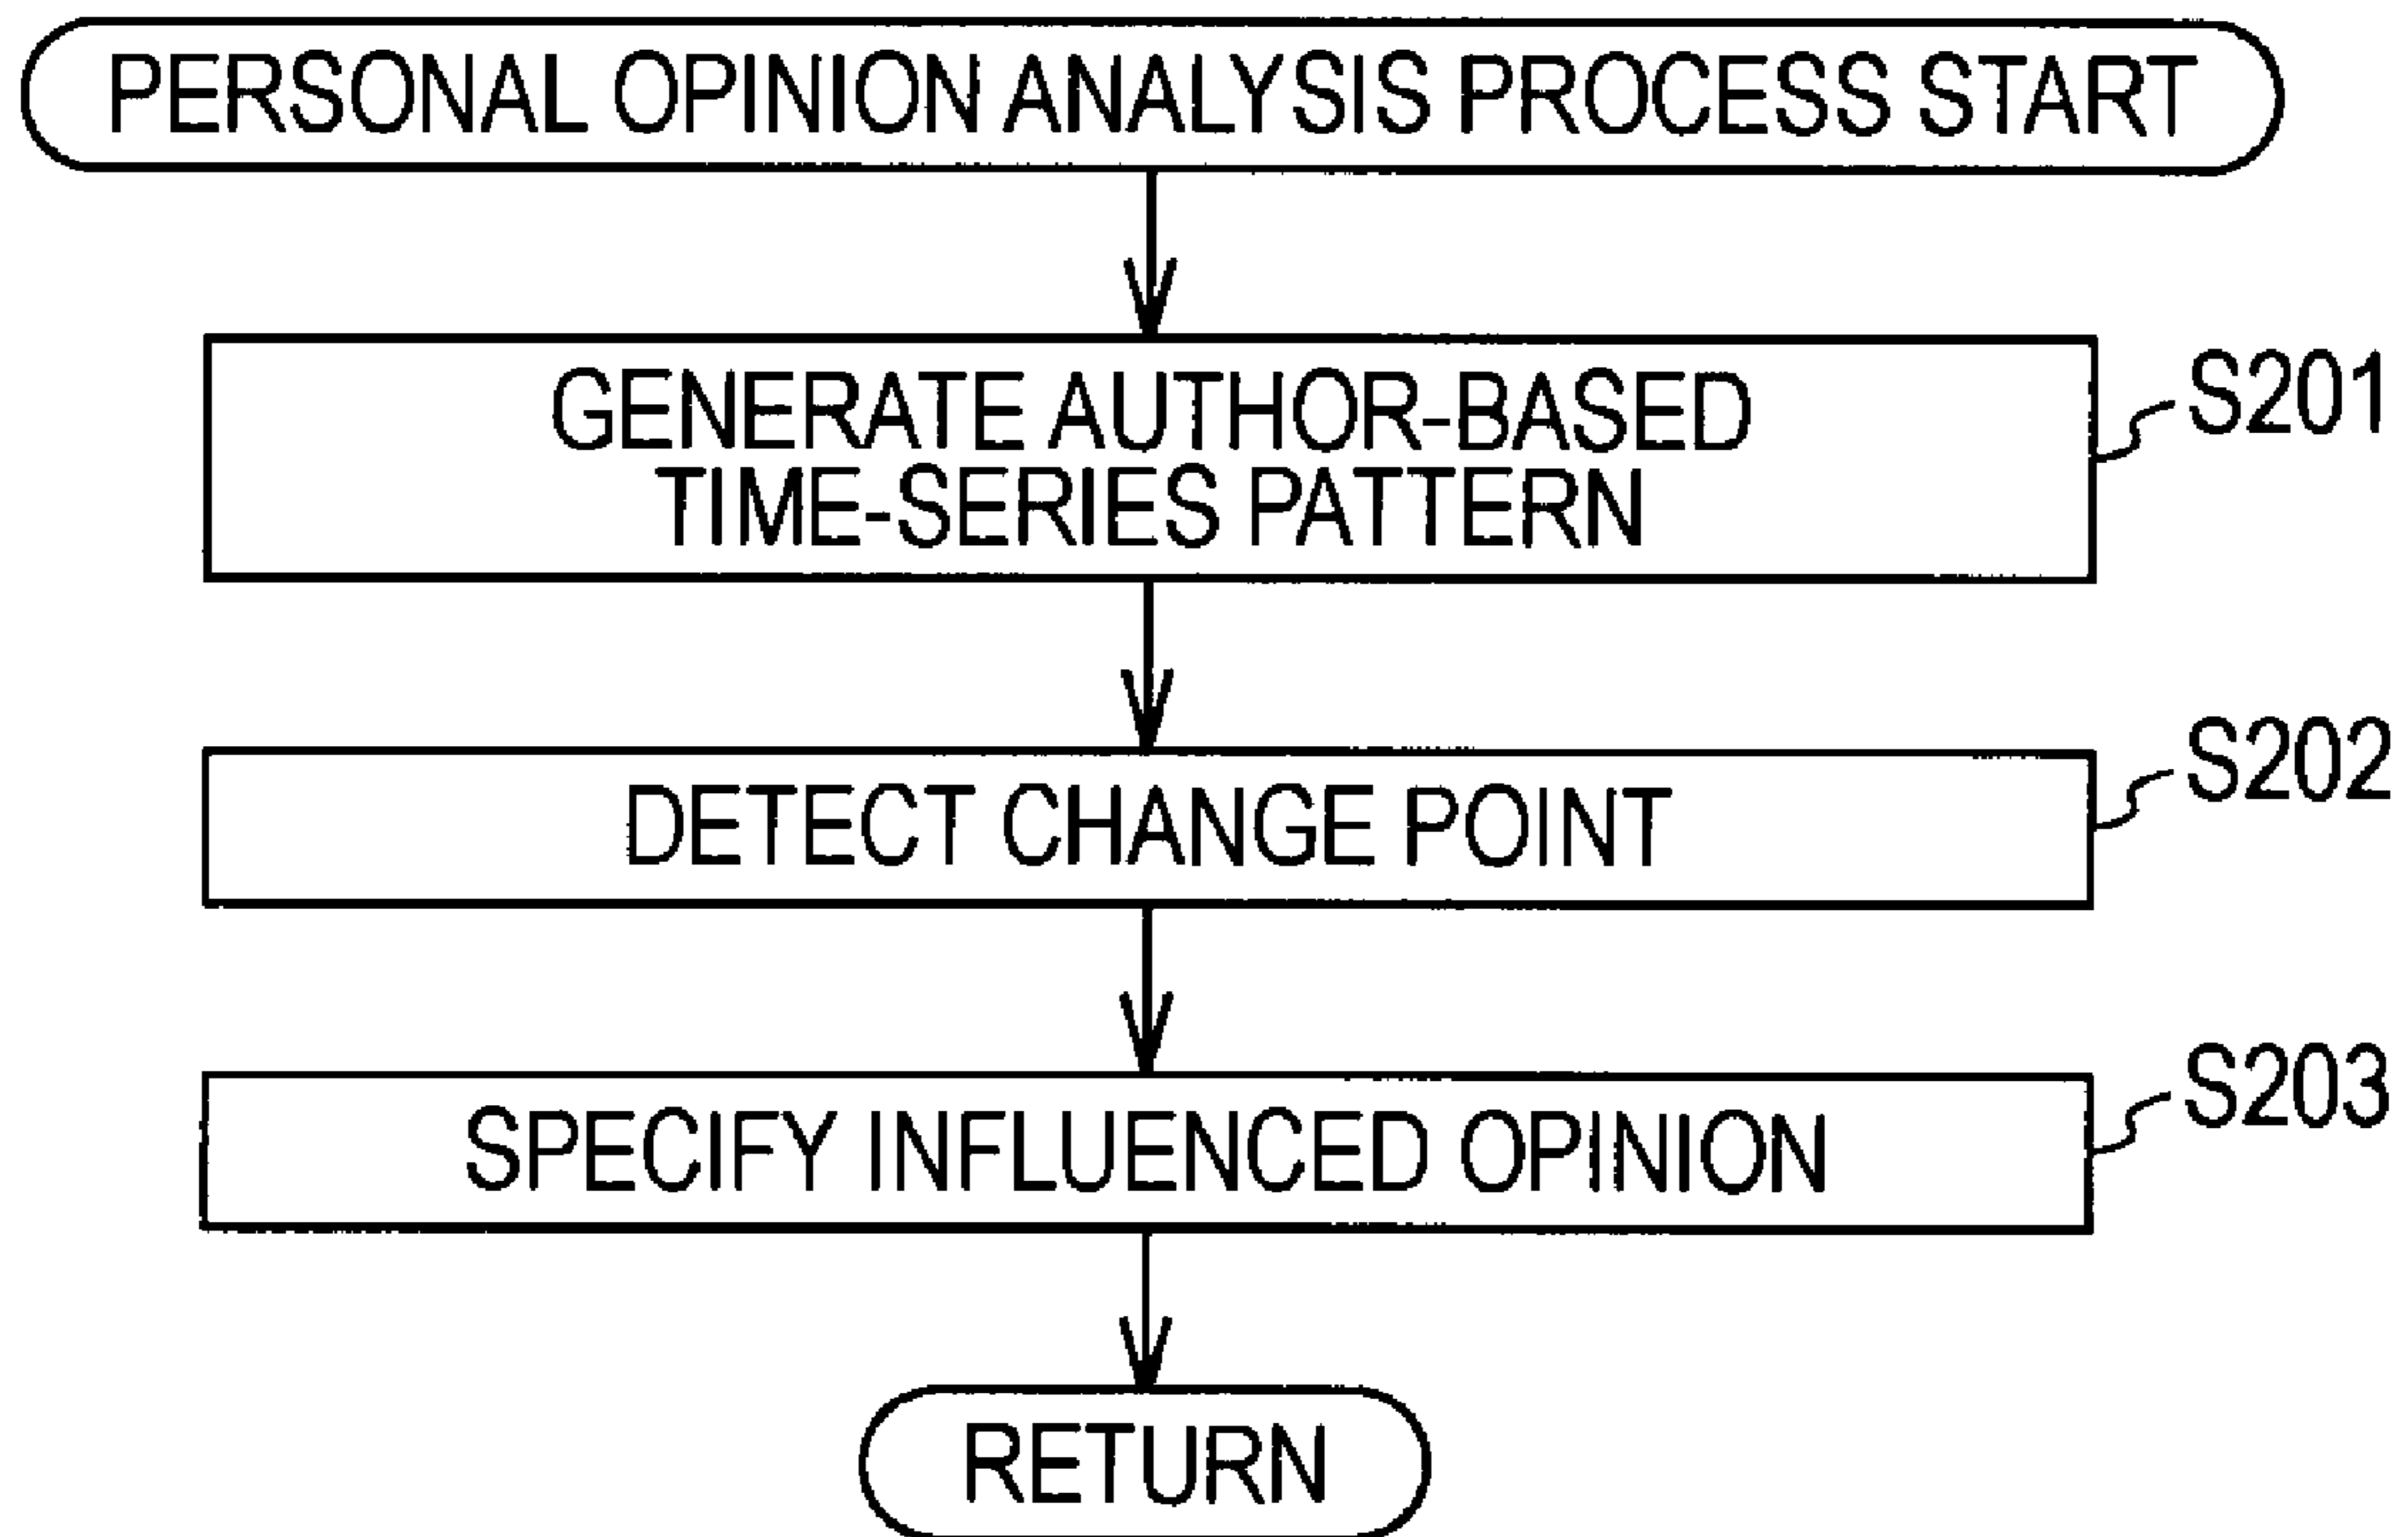 PERSONAL OPINION ANALYSIS PROCESS START
GENERATE AUTHOR-BASED
TIME-SERIES PATTERN
S201
DETECT CHANGE POINT
S202
SPECIFY INFLUENCED OPINION
S203
RETURN